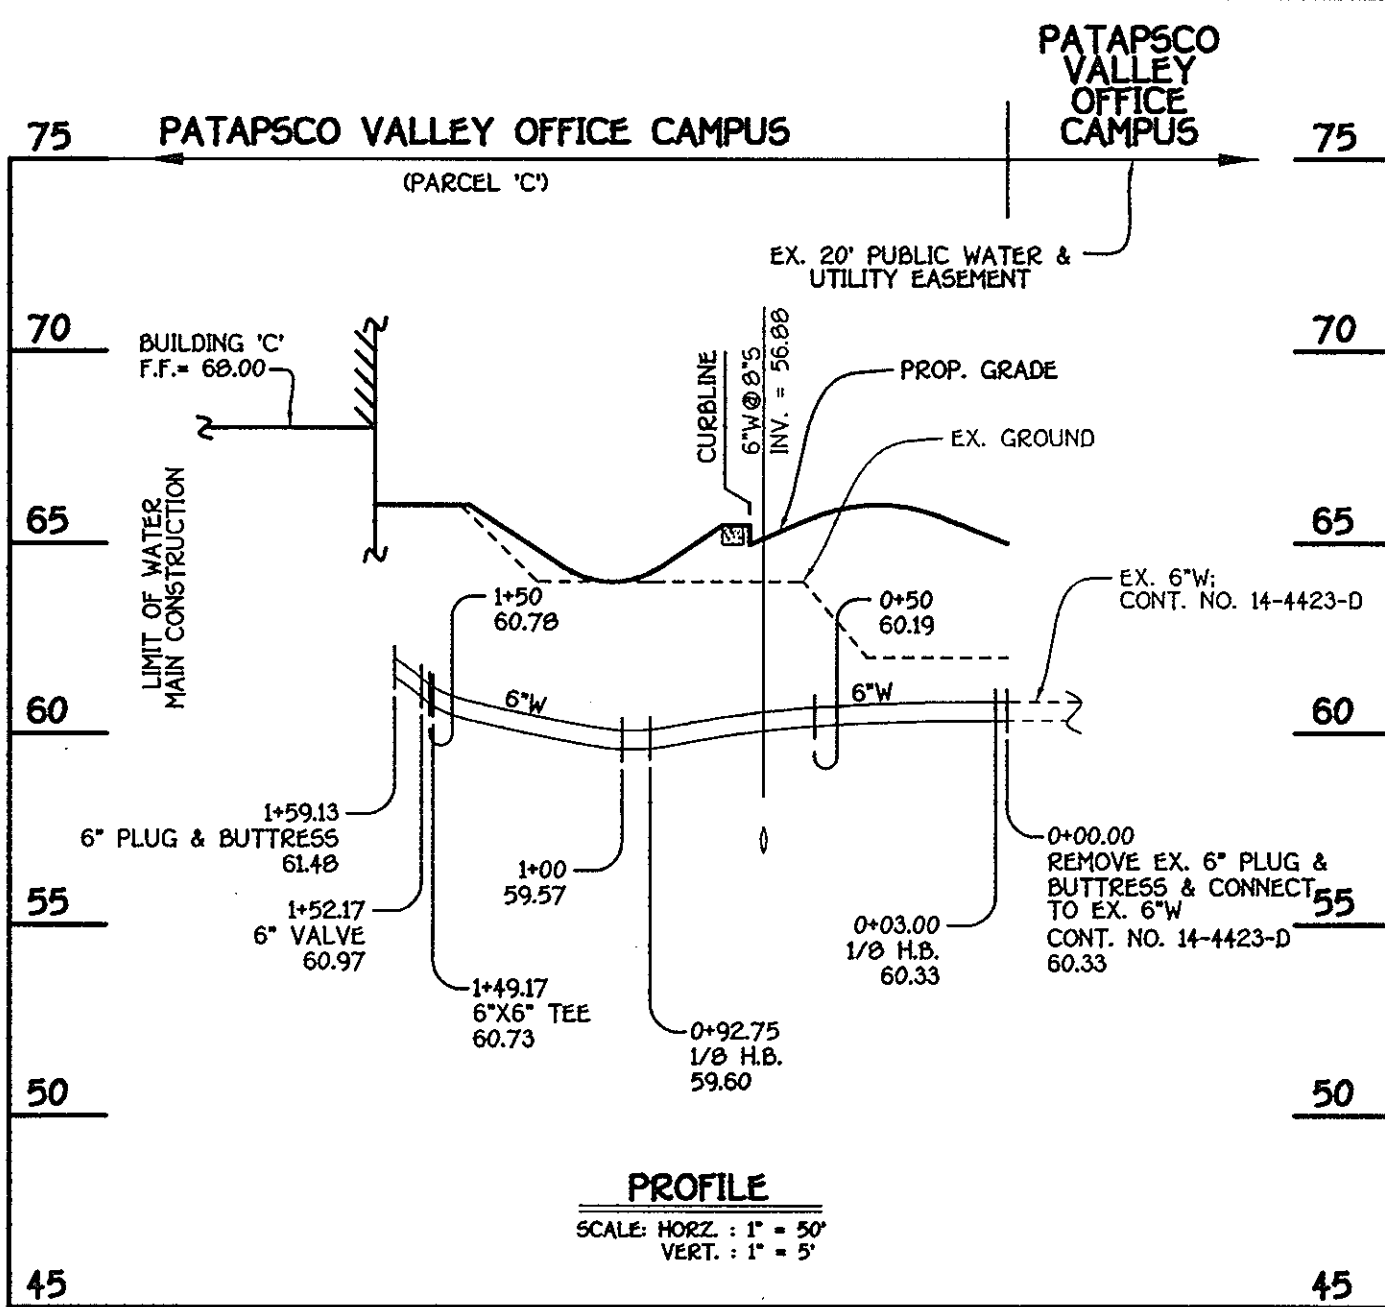 PATAPSCO
VALLEY
OFFICE
CAMPUS
75
PATAPSCO VALLEY OFFICE CAMPUS
75
(PARCEL 'C')
EX. 20' PUBLIC WATER &
UTILITY EASEMENT
70
70
BUILDING 'C'
F.F.= 68.00
CURBLINE
6"W@8"S
INV. = 56.88
PROP. GRADE
EX. GROUND
LIMIT OF WATER
MAIN CONSTRUCTION
65
65
1+50
60.78
0+50
60.19
EX. 6"W;
CONT. NO. 14-4423-D
6"W
6"W
60
60
1+59.13
6" PLUG & BUTTRESS
61.48
1+00
59.57
0+00.00
REMOVE EX. 6" PLUG &
BUTTRESS & CONNECT
TO EX. 6"W
CONT. NO. 14-4423-D
60.33
55
55
1+52.17
6" VALVE
60.97
0+03.00
1/8 H.B.
60.33
1+49.17
6"X6" TEE
60.73
0+92.75
1/8 H.B.
59.60
50
50
PROFILE
SCALE: HORZ. : 1" = 50'
VERT. : 1" = 5'
45
45